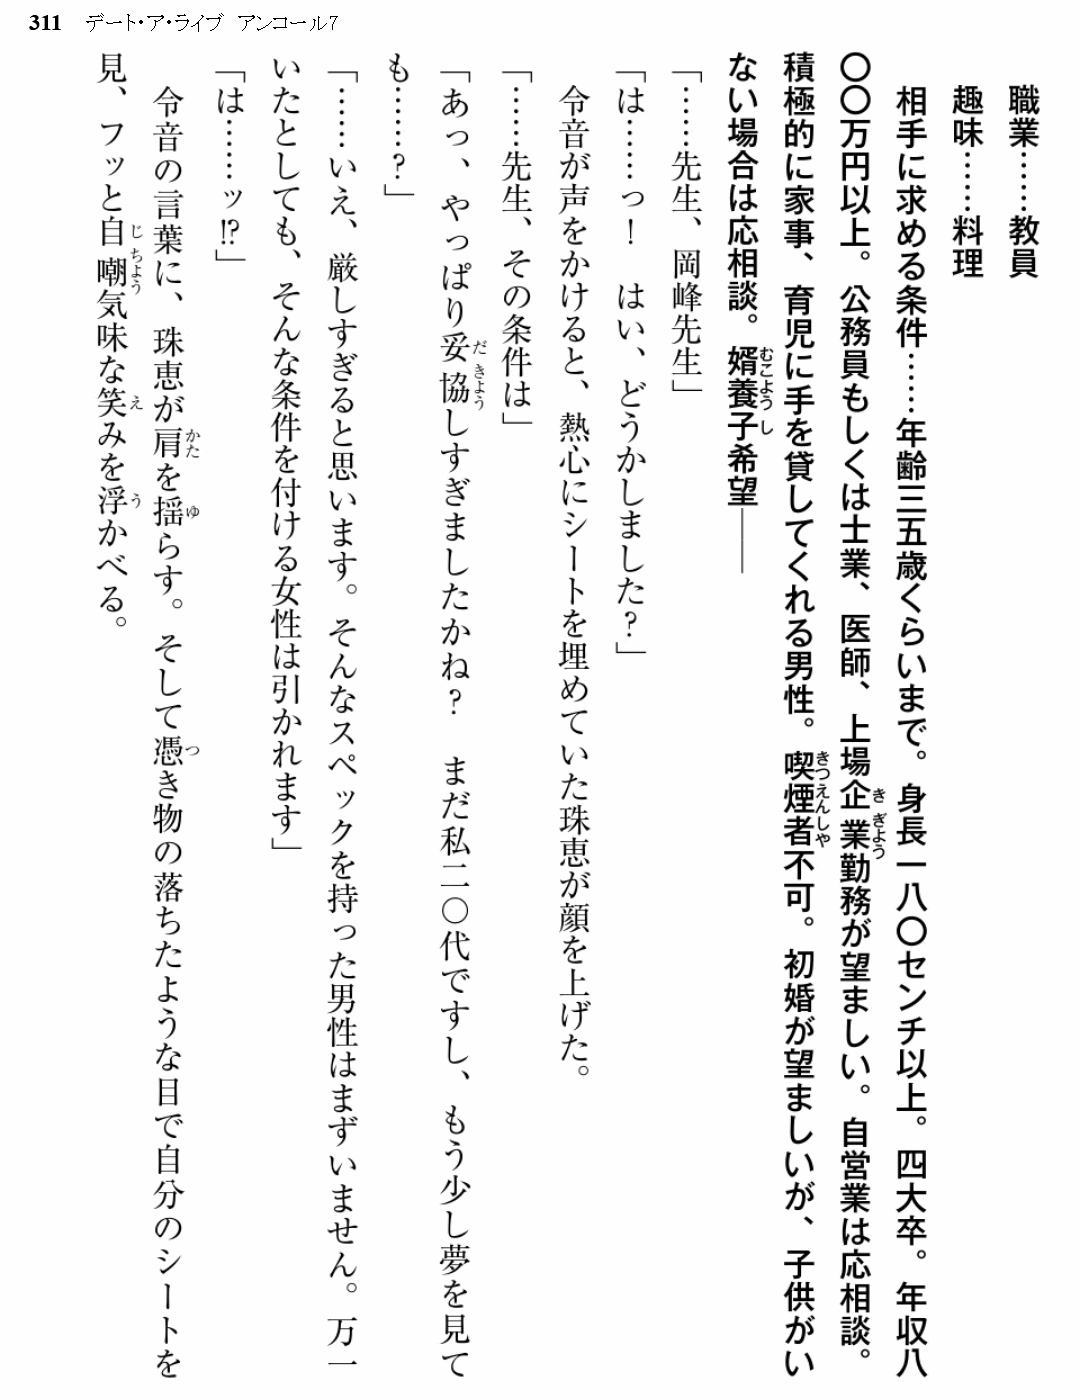 311 デート・ア・ライブ アンコール7
職業……教員
趣味……料理
相手に求める条件……年齢三五歳くらいまで。身長一八〇センチ以上。四大卒。年収八
〇〇万円以上。公務員もしくは士業、医師、上場企業勤務が望ましい。自営業は応相談。
積極的に家事、育児に手を貸してくれる男性。喫煙者不可。初婚が望ましいが、子供がい
ない場合は応相談。婿養子希望――
「……先生、岡峰先生」
「は……っ！　はい、どうかしました？」
令音が声をかけると、熱心にシートを埋めていた珠恵が顔を上げた。
「……先生、その条件は」
「あっ、やっぱり妥協しすぎましたかね？　まだ私二〇代ですし、もう少し夢を見て
も……？」
「……いえ、厳しすぎると思います。そんなスペックを持った男性はまずいません。万一
いたとしても、そんな条件を付ける女性は引かれます」
「は……ッ!?」
令音の言葉に、珠恵が肩を揺らす。そして憑き物の落ちたような目で自分のシートを
見、フッと自嘲気味な笑みを浮かべる。